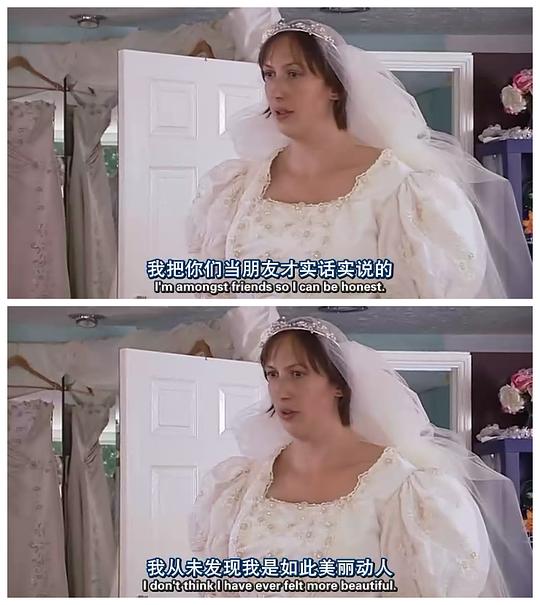 我把你们当朋友才实话实说的
I'm amongst friends so I can be honest.
我从未发现我是如此美丽动人
I don't think I have ever felt more beautiful.